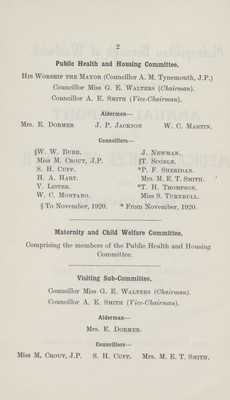 2
Public Health and Housing Committee.
His Worship the Mayor (Councillor A. M. Tynemouth, J.P.)
Councillor Miss G. E. Walters (Chairman).
Councillor A. E. Smith (Vice-Chairman).
Aldermen—
Mrs. E. Dormer J. P. Jackson W. C. Martin.
Councillors—
§W. W. Burr. J. Newman.
Miss M. Crout, J.P. §T. Scoble.
S. H. Cuff. *P. F. Sheridan.
H. A. Hart. Mrs. M. E. T. Smith.
V. Lister. *T. H. Thompson.
W. C. Montano. Miss S. Turnbull.
§ To November, 1920. * From November, 1920.
Maternity and Child Welfare Committee.
Comprising the members of the Public Health and Housing
Committee.
Visiting Sub-Committee.
Councillor Miss G. E. Walters (Chairman).
Councillor A. E. Smith (Vice-Chairman).
Alderman—
Mrs. E. Dormer.
Councillors—
Miss M. Crout, J.P. S. H. Cuff. Mrs. M. E. T. Smith.